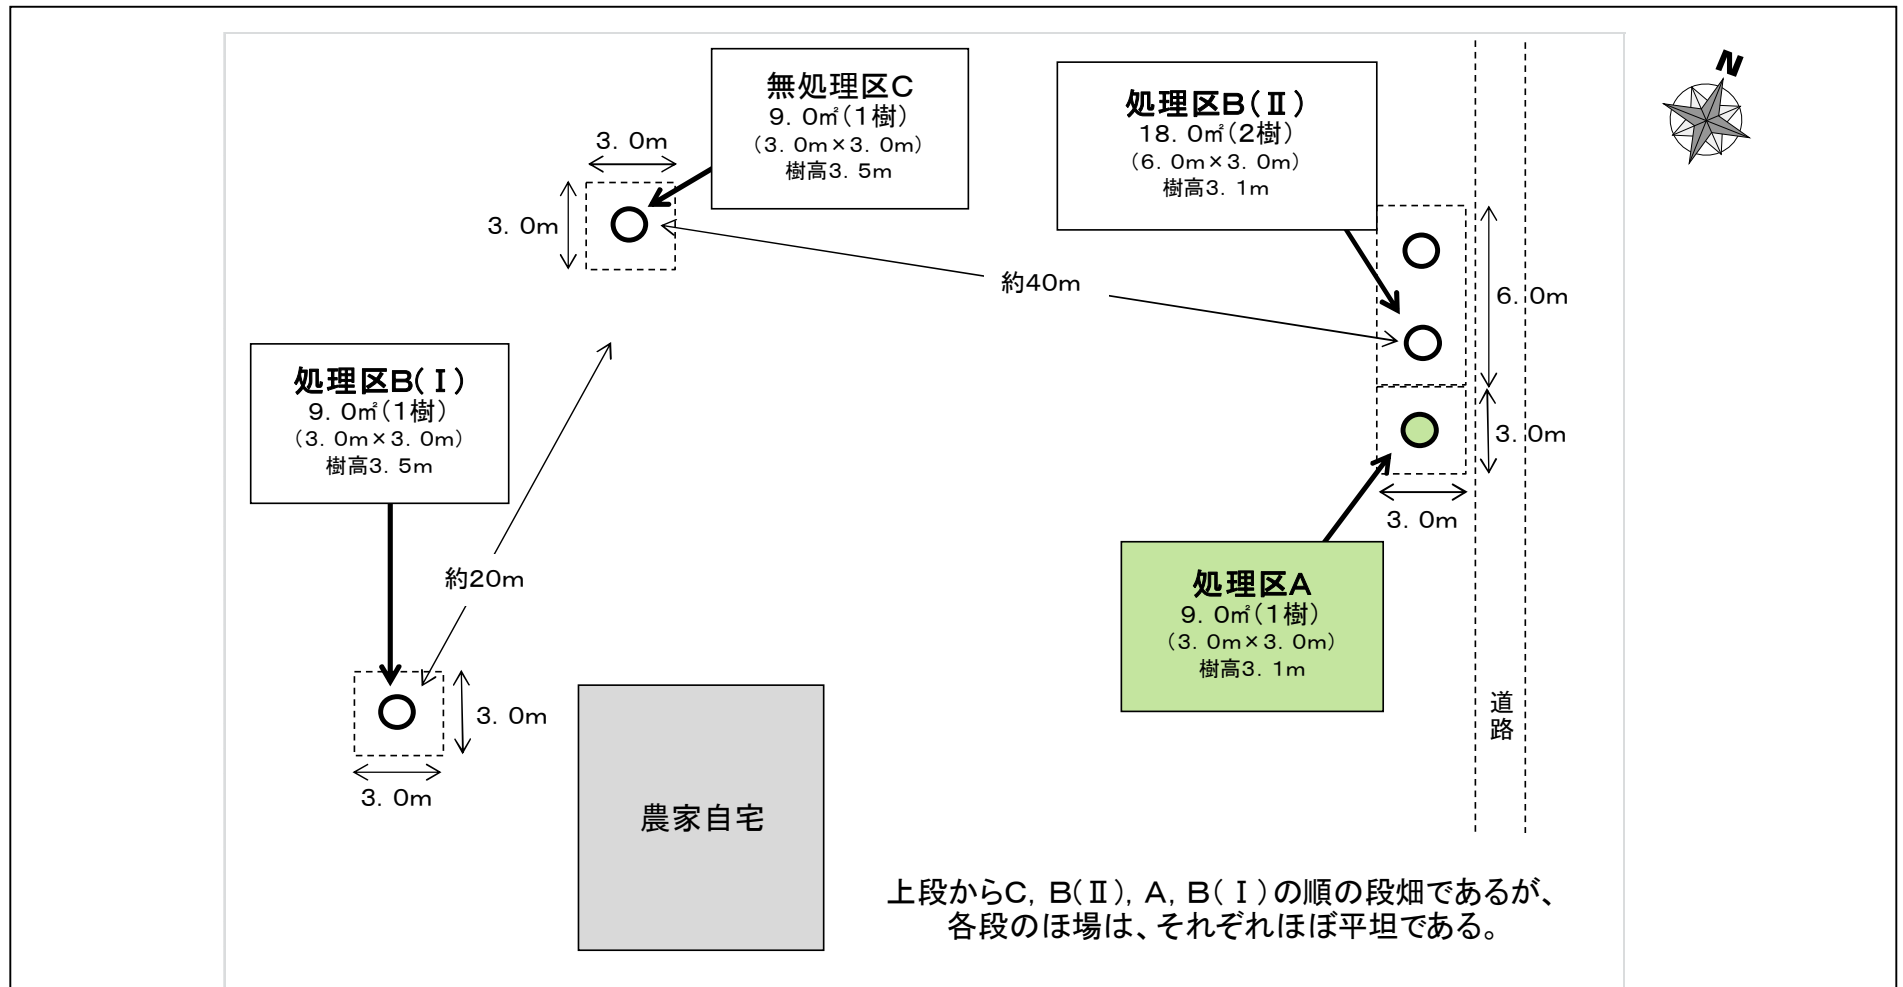 N
無処理区C
9．0㎡（1樹）
（3．0m×3．0m）
樹高3．5m
処理区B（Ⅱ）
18．0㎡（2樹）
（6．0m×3．0m）
樹高3．1m
3．0m
3．0m
約40m
6．0m
処理区B（Ⅰ）
9．0㎡（1樹）
（3．0m×3．0m）
樹高3．5m
3．0m
3．0m
約20m
処理区A
9．0㎡（1樹）
（3．0m×3．0m）
樹高3．1m
道路
3．0m
3．0m
農家自宅
上段からC，B（Ⅱ），A，B（Ⅰ）の順の段畑であるが、
各段のほ場は、それぞれほぼ平坦である。